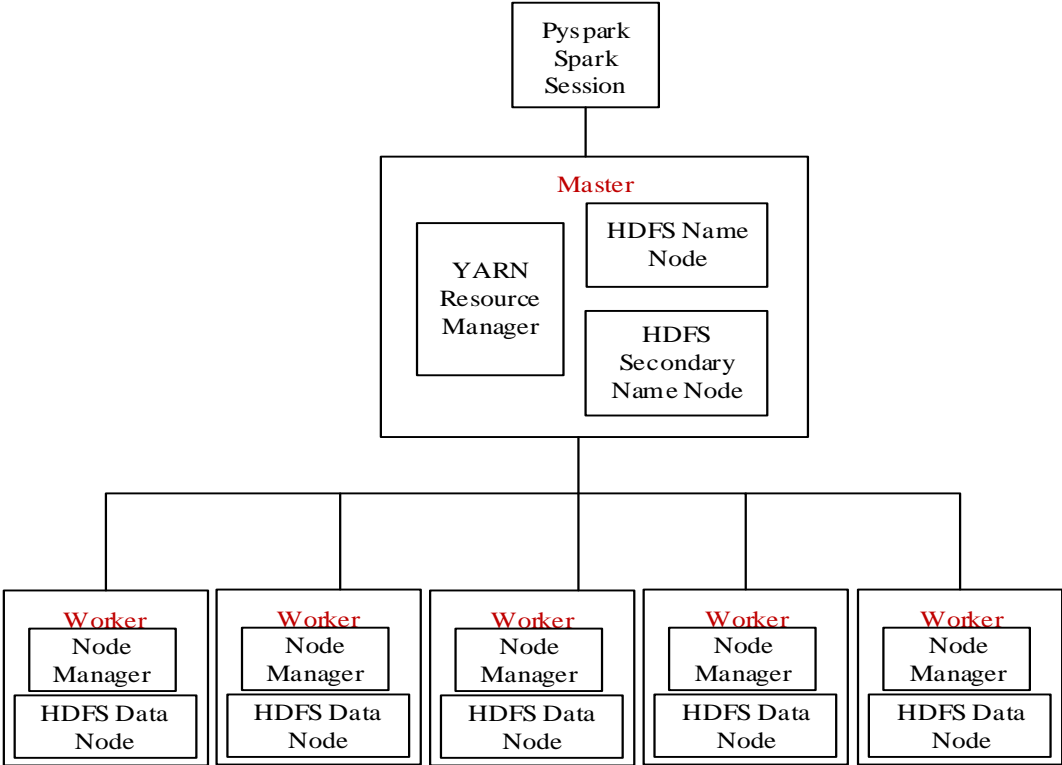 Pyspark
Spark
Session
Master
YARN
Resource
Manager
HDFS Name
Node
HDFS
Secondary
Name Node
Worker
Node
Manager
HDFS Data
Node
Worker
Node
Manager
HDFS Data
Node
Worker
Node
Manager
HDFS Data
Node
Worker
Node
Manager
HDFS Data
Node
Worker
Node
Manager
HDFS Data
Node